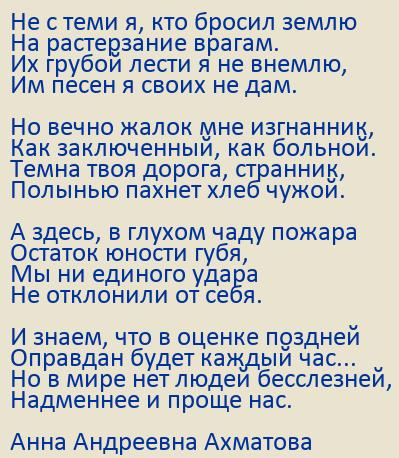 Не с теми я, кто бросил землю
На растерзание врагам.
Их грубой лести я не внемлю,
Им песен я своих не дам.

Но вечно жалок мне изгнанник,
Как заключенный, как больной.
Темна твоя дорога, странник,
Полынью пахнет хлеб чужой.

А здесь, в глухом чаду пожара
Остаток юности губя,
Мы ни единого удара
Не отклонили от себя.

И знаем, что в оценке поздней
Оправдан будет каждый час...
Но в мире нет людей бесслезней,
Надменнее и проще нас.

Анна Андреевна Ахматова